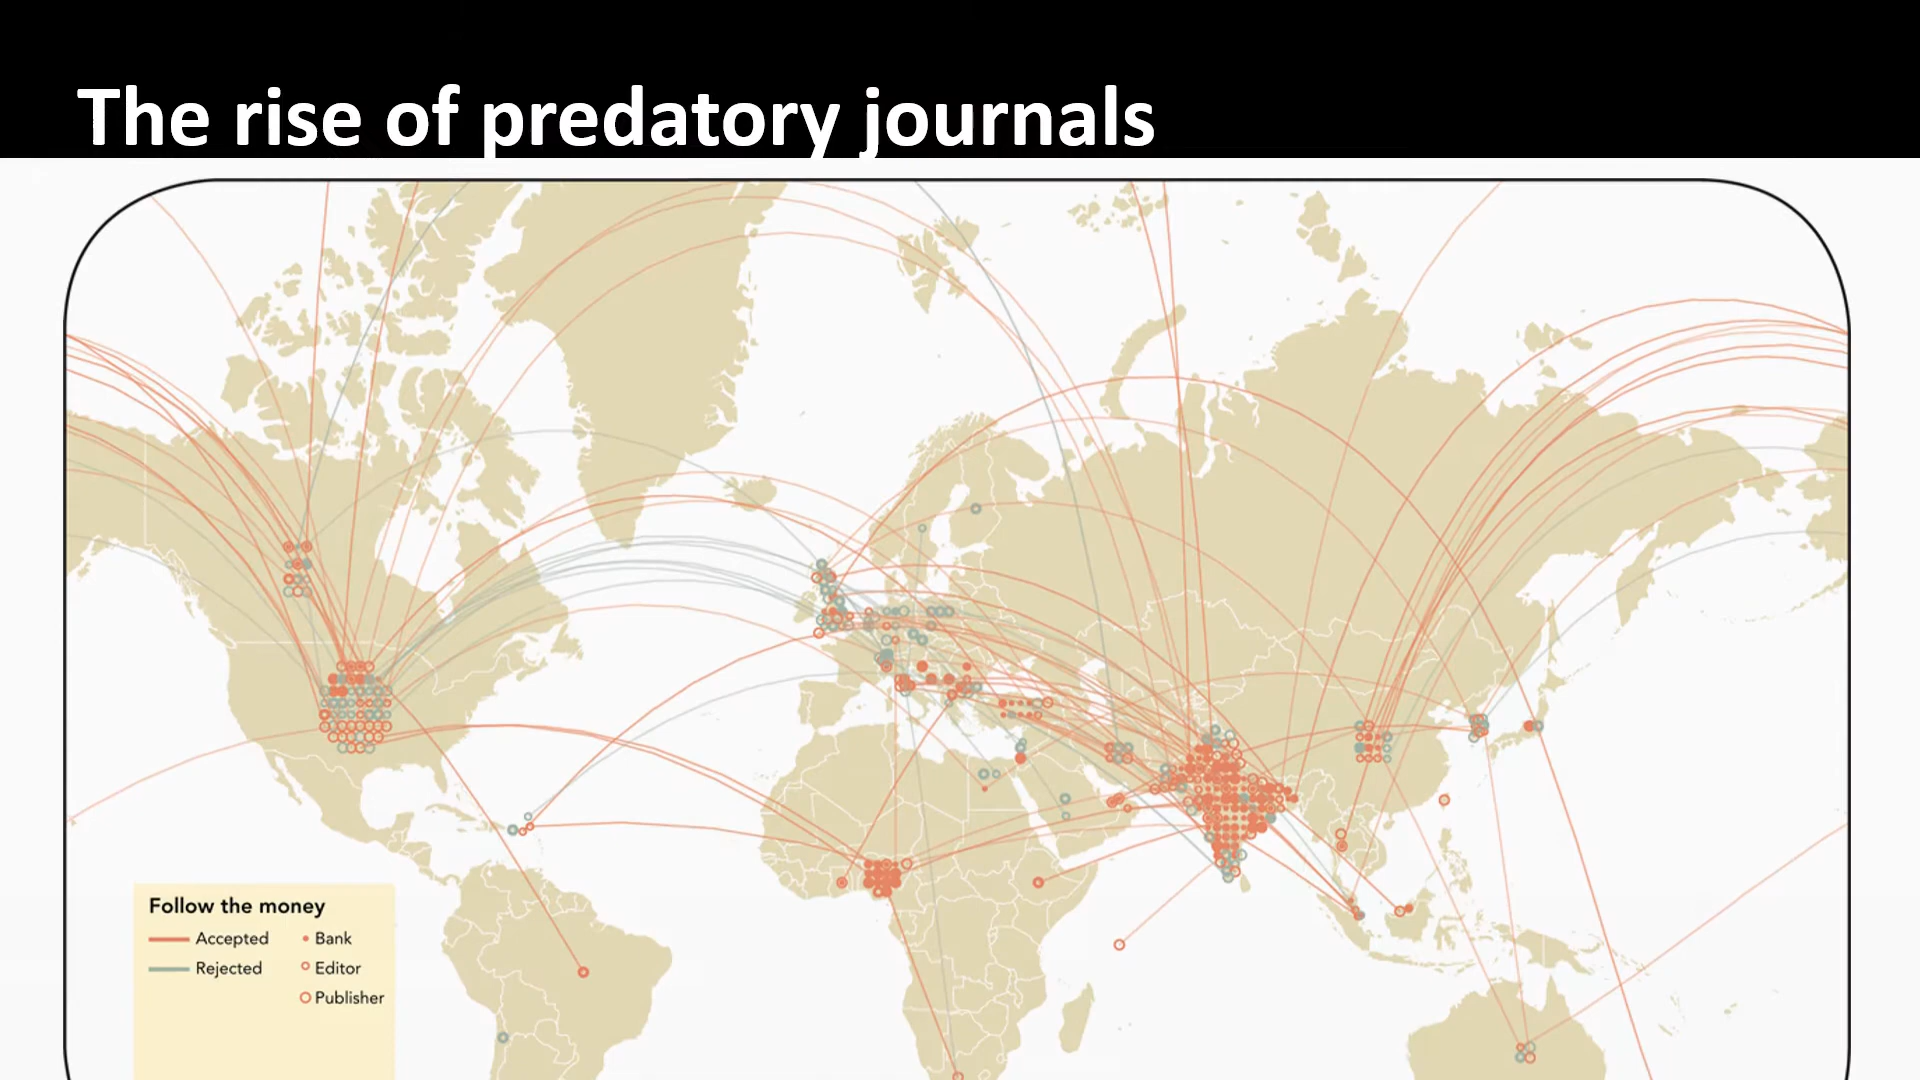 The rise of predatory journals
Follow the money
Accepted
Bank
Rejected
Editor
Publisher